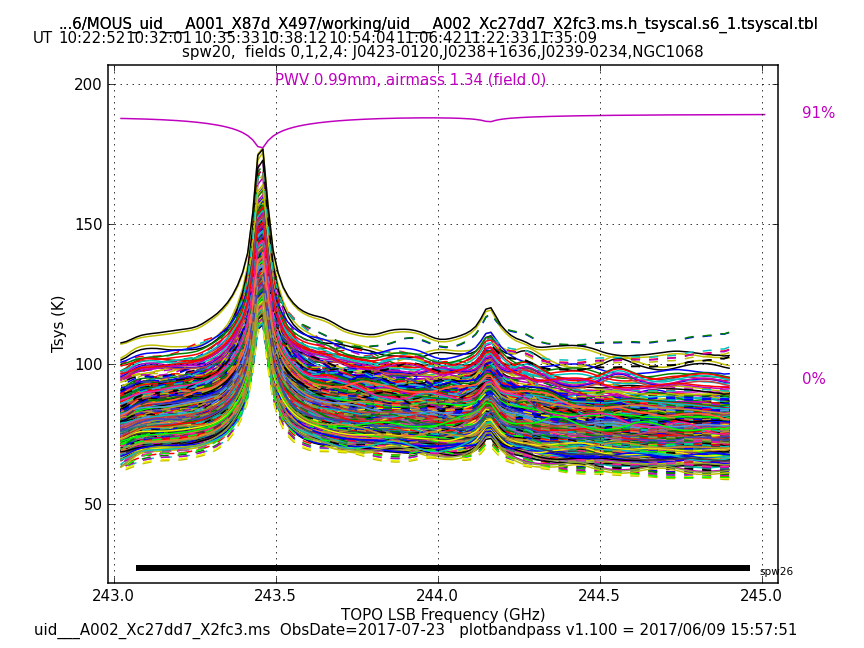 ...6/MOUS_uid___A001_X87d_X497/working/uid___A002_Xc27dd7_X2fc3.ms.h_tsyscal.s6_1.tsyscal.tbl
UT 10:22:52 10:32:01 10:35:33 10:38:12 10:54:04 11:06:42 11:22:33 11:35:09
spw20, fields 0,1,2,4: J0423-0120,J0238+1636,J0239-0234,NGC1068
PWV 0.99mm, airmass 1.34 (field 0)
200
91%
150
Tsys (K)
100
0%
50
spw26
243.0 243.5 244.0 244.5 245.0
TOPO LSB Frequency (GHz)
uid___A002_Xc27dd7_X2fc3.ms ObsDate=2017-07-23 plotbandpass v1.100 = 2017/06/09 15:57:51